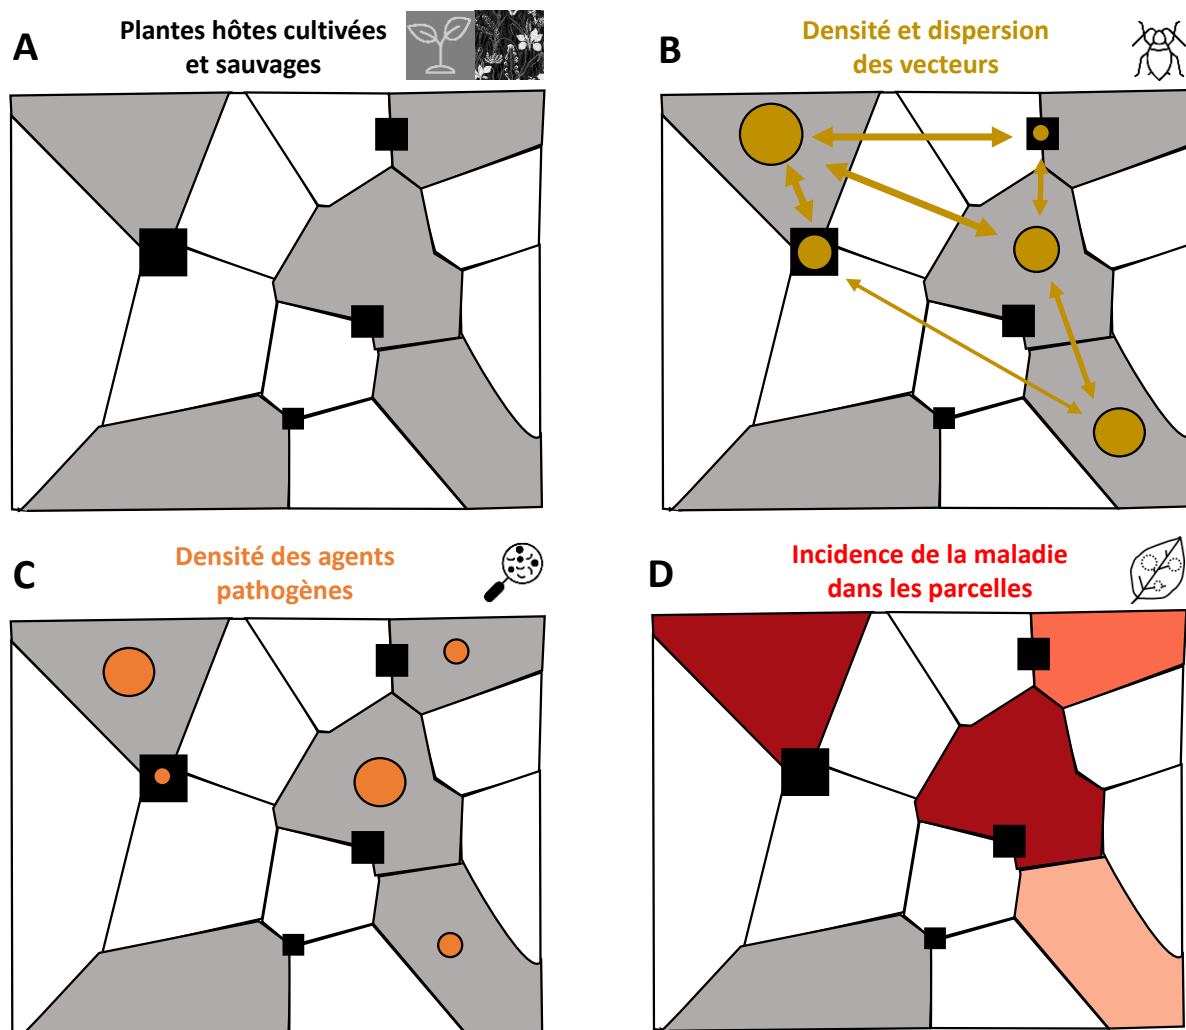 A
Plantes hôtes cultivées
et sauvages
B
Densité et dispersion
des vecteurs
C
Densité des agents
pathogènes
D
Incidence de la maladie
dans les parcelles